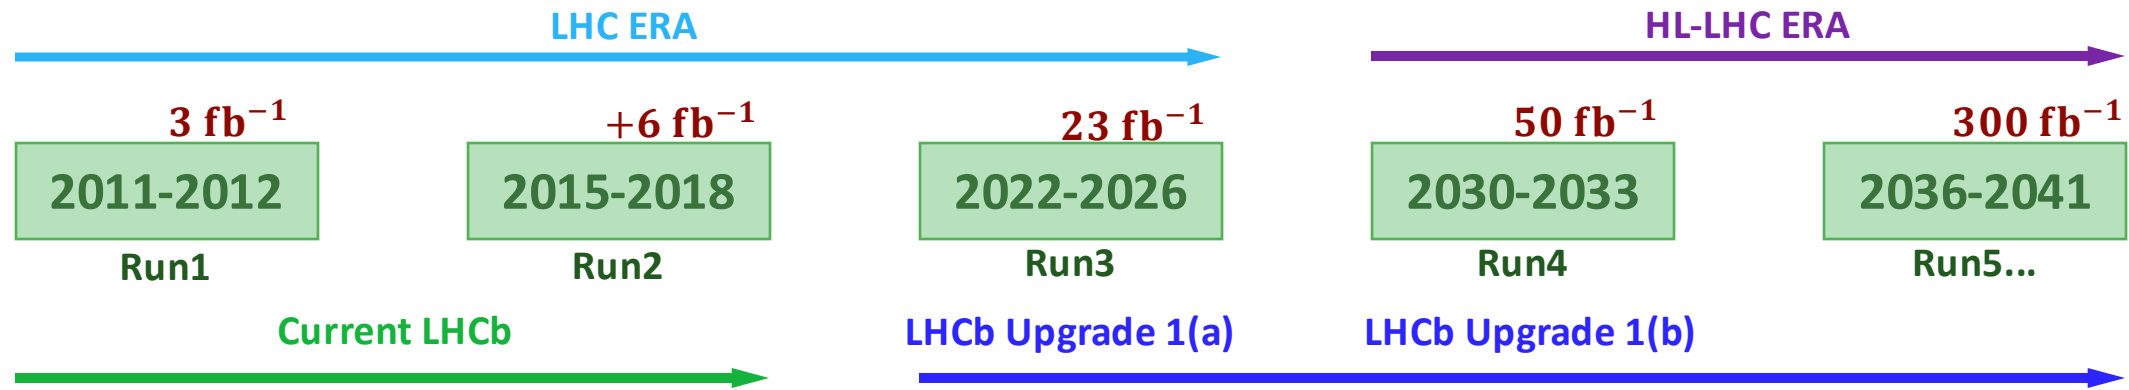 LHC ERA
HL-LHC ERA
3 fb⁻¹
+6 fb⁻¹
23 fb⁻¹
50 fb⁻¹
300 fb⁻¹
2011-2012
2015-2018
2022-2026
2030-2033
2036-2041
Run1
Run2
Run3
Run4
Run5...
Current LHCb
LHCb Upgrade 1(a)
LHCb Upgrade 1(b)